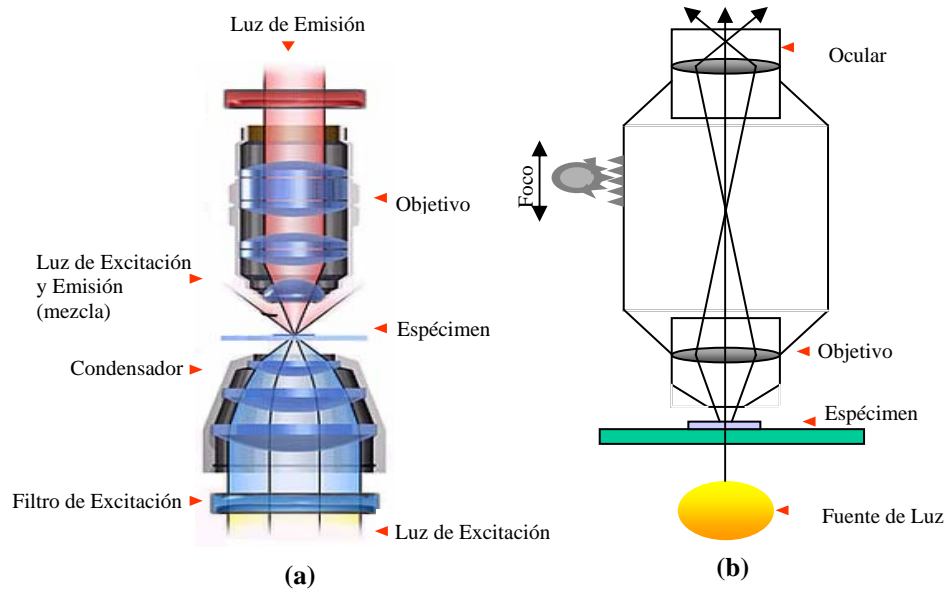 Luz de Emisión
Objetivo
Luz de Excitación
y Emisión
(mezcla)
Espécimen
Condensador
Filtro de Excitación
Luz de Excitación
(a)
Ocular
Foco
Objetivo
Espécimen
Fuente de Luz
(b)